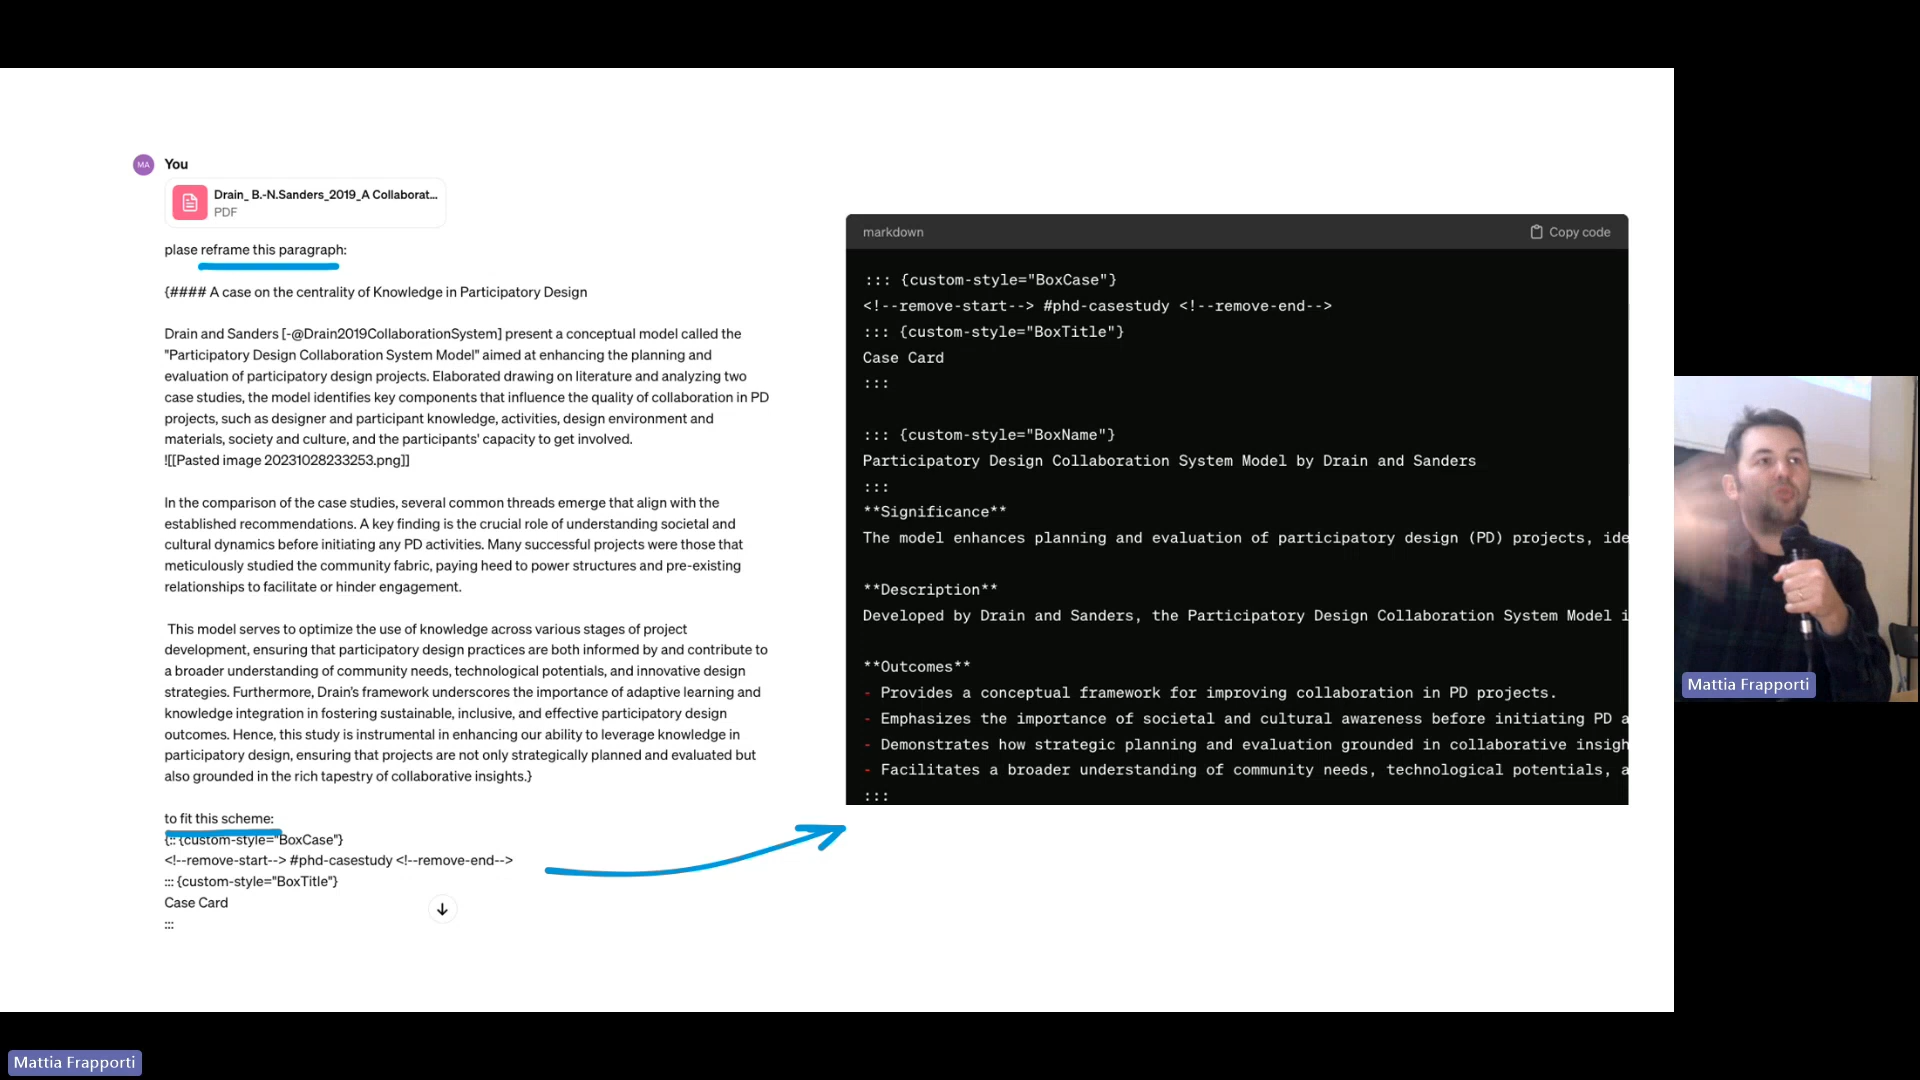 MA
You
Drain_ B.-N.Sanders_2019_A Collaborat...
PDF
plase reframe this paragraph:
{#### A case on the centrality of Knowledge in Participatory Design
Drain and Sanders [-@Drain2019CollaborationSystem] present a conceptual model called the
"Participatory Design Collaboration System Model" aimed at enhancing the planning and
evaluation of participatory design projects. Elaborated drawing on literature and analyzing two
case studies, the model identifies key components that influence the quality of collaboration in PD
projects, such as designer and participant knowledge, activities, design environment and
materials, society and culture, and the participants' capacity to get involved.
![[Pasted image 20231028233253.png]]
In the comparison of the case studies, several common threads emerge that align with the
established recommendations. A key finding is the crucial role of understanding societal and
cultural dynamics before initiating any PD activities. Many successful projects were those that
meticulously studied the community fabric, paying heed to power structures and pre-existing
relationships to facilitate or hinder engagement.
This model serves to optimize the use of knowledge across various stages of project
development, ensuring that participatory design practices are both informed by and contribute to
a broader understanding of community needs, technological potentials, and innovative design
strategies. Furthermore, Drain's framework underscores the importance of adaptive learning and
knowledge integration in fostering sustainable, inclusive, and effective participatory design
outcomes. Hence, this study is instrumental in enhancing our ability to leverage knowledge in
participatory design, ensuring that projects are not only strategically planned and evaluated but
also grounded in the rich tapestry of collaborative insights.}
to fit this scheme:
{:: {custom-style="BoxCase"}
<!--remove-start--> #phd-casestudy <!--remove-end-->
::: {custom-style="BoxTitle"}
Case Card
:::
markdown
Copy code
::: {custom-style="BoxCase"}
<!--remove-start--> #phd-casestudy <!--remove-end-->
::: {custom-style="BoxTitle"}
Case Card
:::
::: {custom-style="BoxName"}
Participatory Design Collaboration System Model by Drain and Sanders
:::
**Significance**
The model enhances planning and evaluation of participatory design (PD) projects, ide
**Description**
Developed by Drain and Sanders, the Participatory Design Collaboration System Model i
**Outcomes**
- Provides a conceptual framework for improving collaboration in PD projects.
- Emphasizes the importance of societal and cultural awareness before initiating PD a
- Demonstrates how strategic planning and evaluation grounded in collaborative insigh
- Facilitates a broader understanding of community needs, technological potentials, a
:::
Mattia Frapporti
Mattia Frapporti